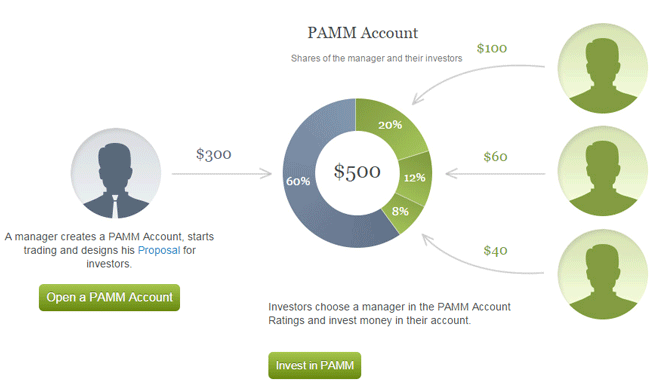 PAMM Account
Shares of the manager and their investors
$100
20%
$300
$500
60%
12%
$60
8%
$40
A manager creates a PAMM Account, starts
trading and designs his Proposal for
investors.
Open a PAMM Account
Investors choose a manager in the PAMM Account
Ratings and invest money in their account.
Invest in PAMM